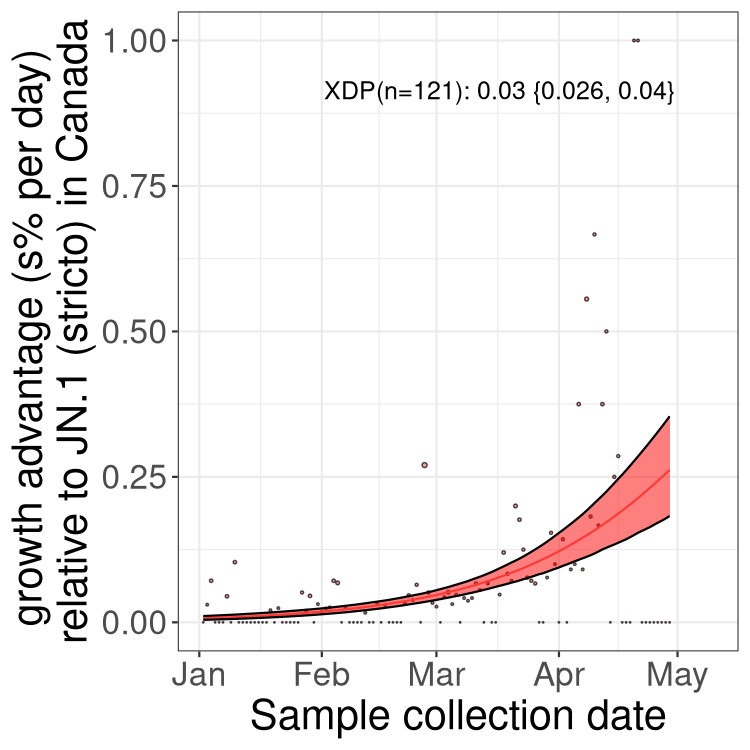 growth advantage (s% per day)
relative to JN.1 (stricto) in Canada
1.00
0.75
0.50
0.25
0.00
XDP(n=121): 0.03 {0.026, 0.04}
Jan Feb Mar Apr May
Sample collection date